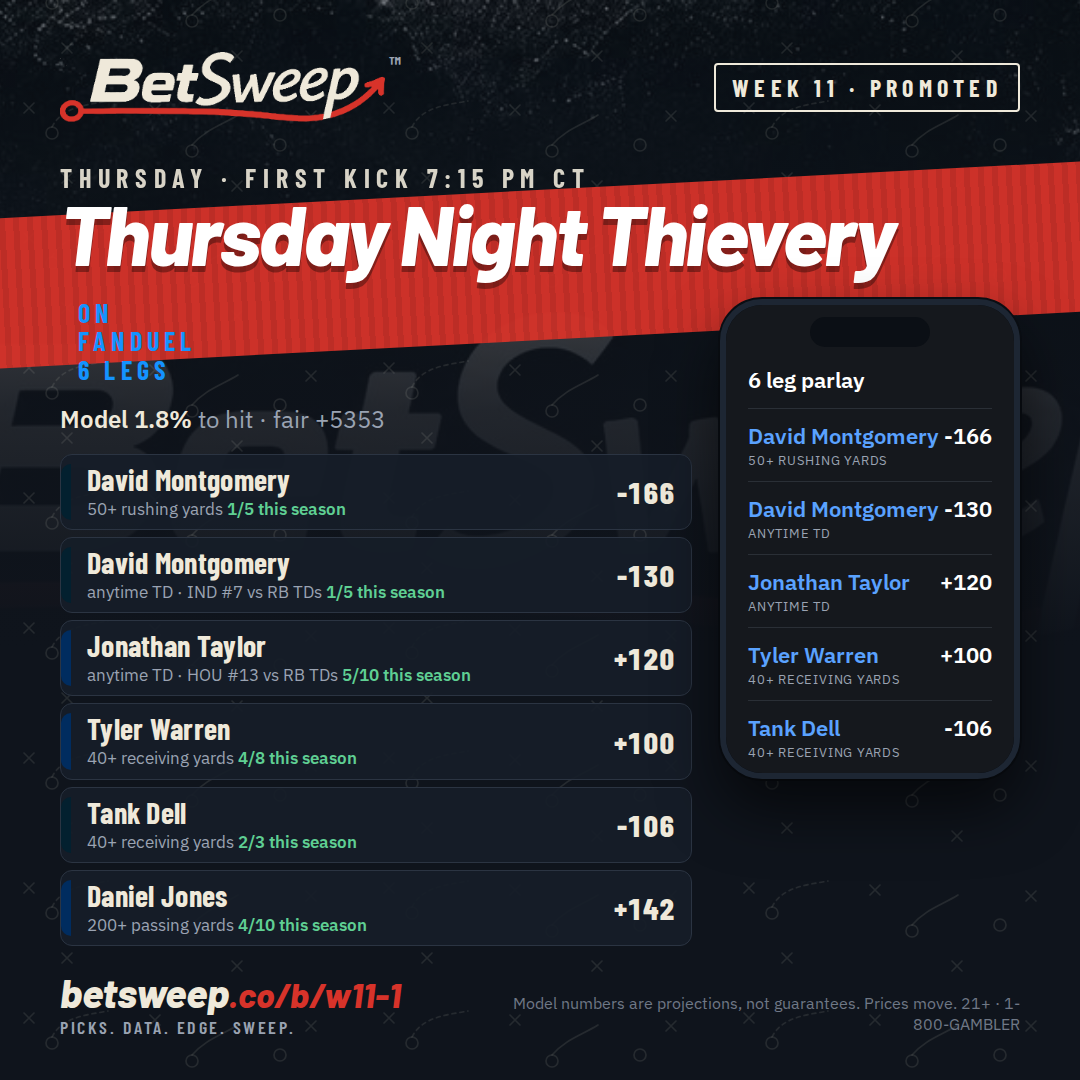 BetSweep™
WEEK 11 · PROMOTED
THURSDAY · FIRST KICK 7:15 PM CT
Thursday Night Thievery
ON
FANDUEL
6 LEGS
Model 1.8% to hit · fair +5353
David Montgomery
50+ rushing yards 1/5 this season
-166
David Montgomery
anytime TD · IND #7 vs RB TDs 1/5 this season
-130
Jonathan Taylor
anytime TD · HOU #13 vs RB TDs 5/10 this season
+120
Tyler Warren
40+ receiving yards 4/8 this season
+100
Tank Dell
40+ receiving yards 2/3 this season
-106
Daniel Jones
200+ passing yards 4/10 this season
+142
6 leg parlay
David Montgomery -166
50+ RUSHING YARDS
David Montgomery -130
ANYTIME TD
Jonathan Taylor +120
ANYTIME TD
Tyler Warren +100
40+ RECEIVING YARDS
Tank Dell -106
40+ RECEIVING YARDS
betsweep.co/b/w11-1
PICKS. DATA. EDGE. SWEEP.
Model numbers are projections, not guarantees. Prices move. 21+ · 1-
800-GAMBLER